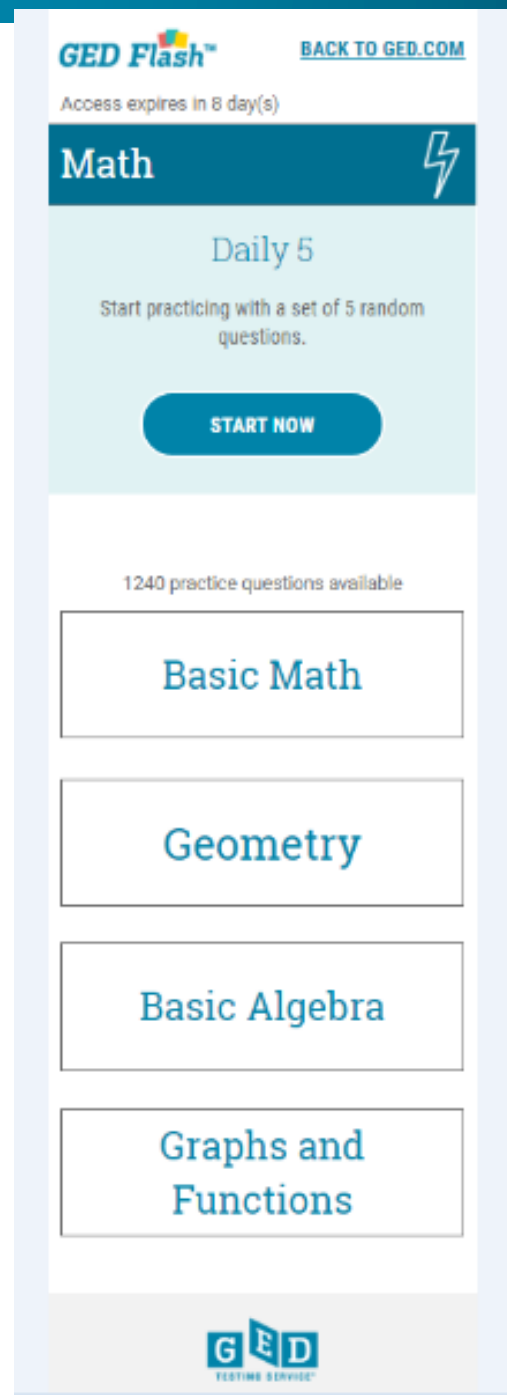 GED Flash™
BACK TO GED.COM
Access expires in 8 day(s)
Math
Daily 5
Start practicing with a set of 5 random
questions.
START NOW
1240 practice questions available
Basic Math
Geometry
Basic Algebra
Graphs and
Functions
GED
TESTING SERVICE®